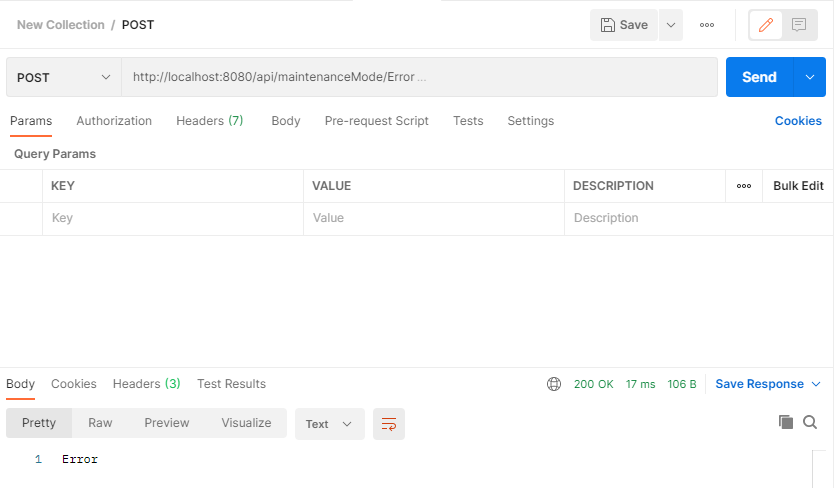 New Collection / POST
Save
POST http://localhost:8080/api/maintenanceMode/Error ... Send
Params Authorization Headers (7) Body Pre-request Script Tests Settings Cookies
Query Params
KEY VALUE DESCRIPTION Bulk Edit
Key Value Description
Body Cookies Headers (3) Test Results 200 OK 17 ms 106 B Save Response
Pretty Raw Preview Visualize Text
1 Error